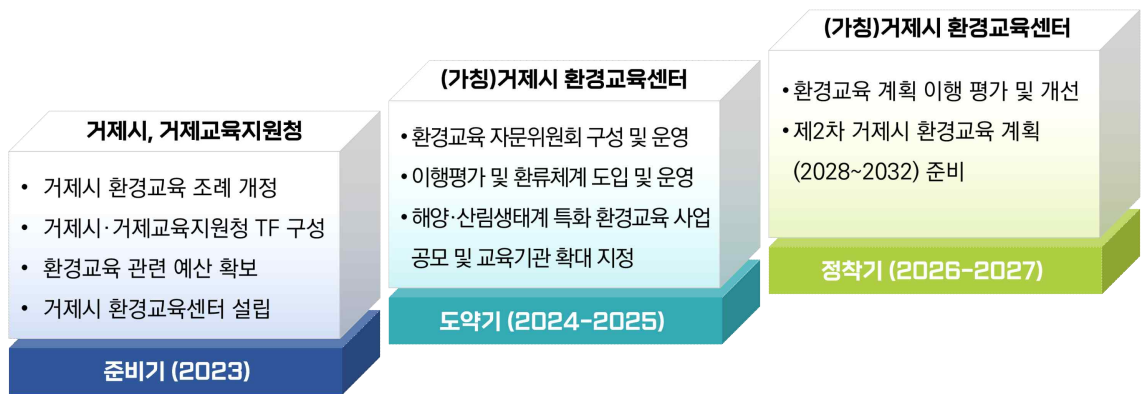 거제시, 거제교육지원청
• 거제시 환경교육 조례 개정
• 거제시·거제교육지원청 TF 구성
• 환경교육 관련 예산 확보
• 거제시 환경교육센터 설립
준비기 (2023)
(가칭)거제시 환경교육센터
•환경교육 자문위원회 구성 및 운영
•이행평가 및 환류체계 도입 및 운영
•해양·산림생태계 특화 환경교육 사업
공모 및 교육기관 확대 지정
도약기 (2024-2025)
(가칭)거제시 환경교육센터
•환경교육 계획 이행 평가 및 개선
•제2차 거제시 환경교육 계획
(2028~2032) 준비
정착기 (2026-2027)